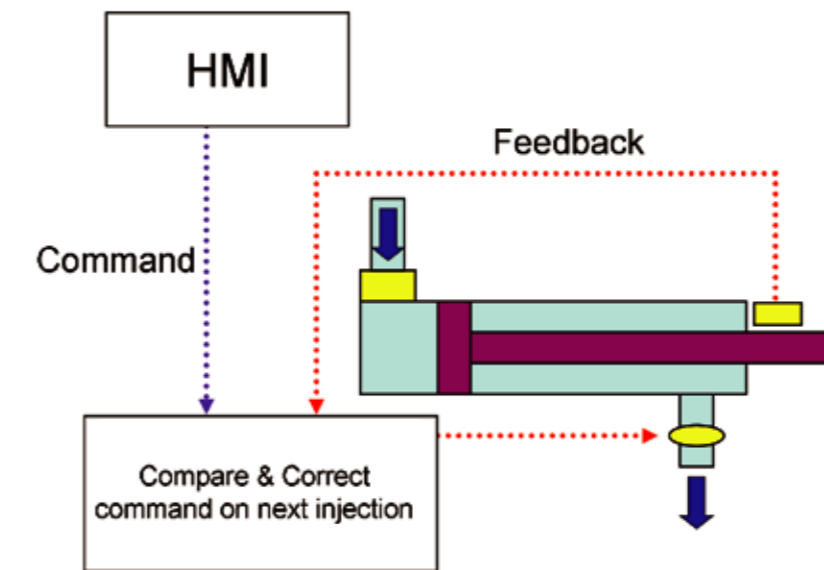 HMI
Feedback
Command
Compare & Correct
command on next injection